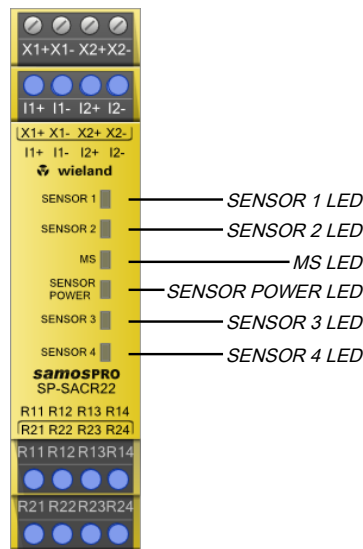 X1+ X1- X2+ X2-
I1+ I1- I2+ I2-
X1+ X1- X2+ X2-
I1+ I1- I2+ I2-
wieland
SENSOR 1 SENSOR 1 LED
SENSOR 2 SENSOR 2 LED
MS MS LED
SENSOR POWER SENSOR POWER LED
SENSOR 3 SENSOR 3 LED
SENSOR 4 SENSOR 4 LED
samosPRO
SP-SACR22
R11 R12 R13 R14
R21 R22 R23 R24
R11 R12 R13 R14
R21 R22 R23 R24